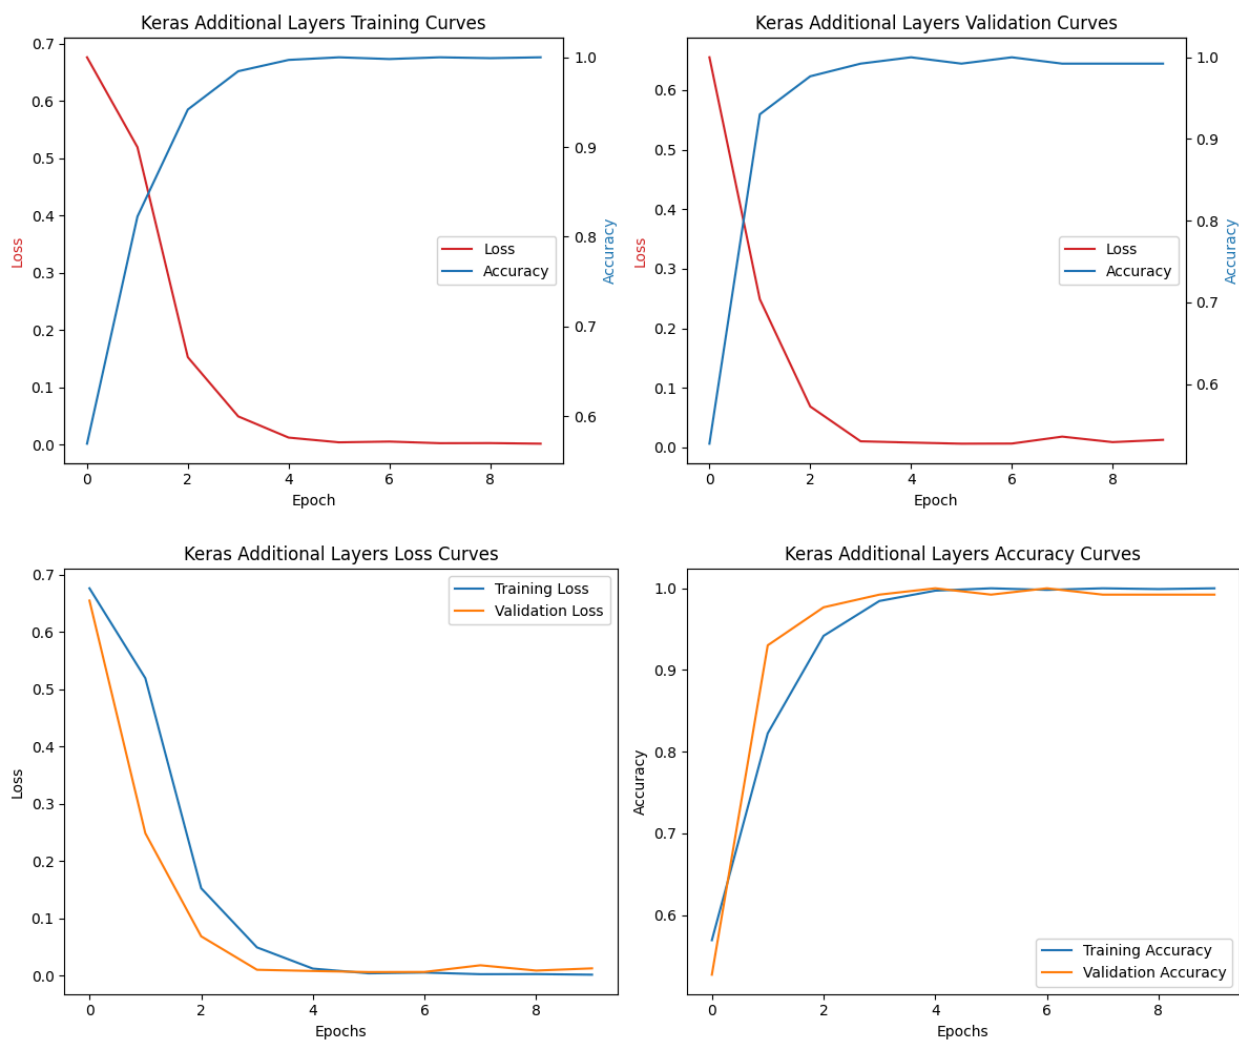 Keras Additional Layers Training Curves
0.7
0.6
0.5
0.4
0.3
0.2
0.1
0.0
Loss
1.0
0.9
0.8
0.7
0.6
Accuracy
Loss
Accuracy
0 2 4 6 8
Epoch
Keras Additional Layers Validation Curves
0.6
0.5
0.4
0.3
0.2
0.1
0.0
Loss
1.0
0.9
0.8
0.7
0.6
Accuracy
Loss
Accuracy
0 2 4 6 8
Epoch
Keras Additional Layers Loss Curves
0.7
0.6
0.5
0.4
0.3
0.2
0.1
0.0
Loss
Training Loss
Validation Loss
0 2 4 6 8
Epochs
Keras Additional Layers Accuracy Curves
1.0
0.9
0.8
0.7
0.6
Accuracy
Training Accuracy
Validation Accuracy
0 2 4 6 8
Epochs